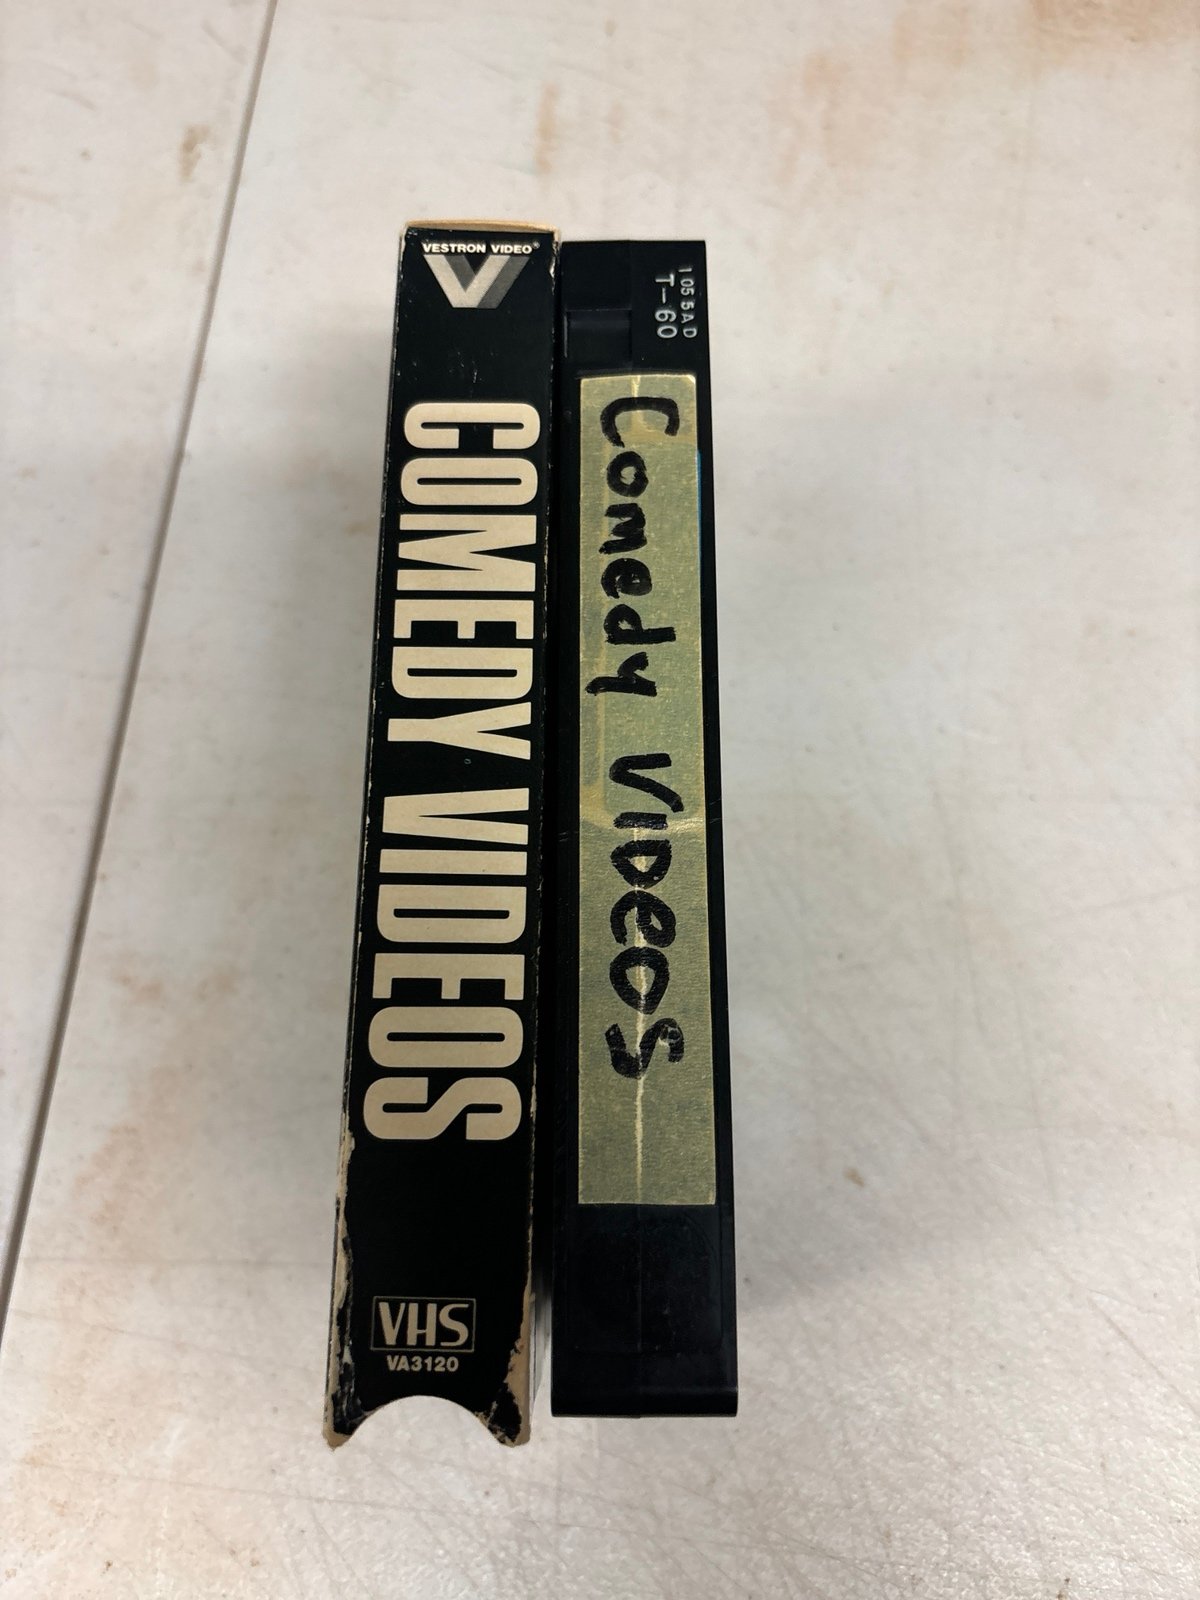 VESTRON VIDEO®
COMEDY VIDEOS
VHS
VA3120
105 5AD
T-60
Comedy VIDeOS